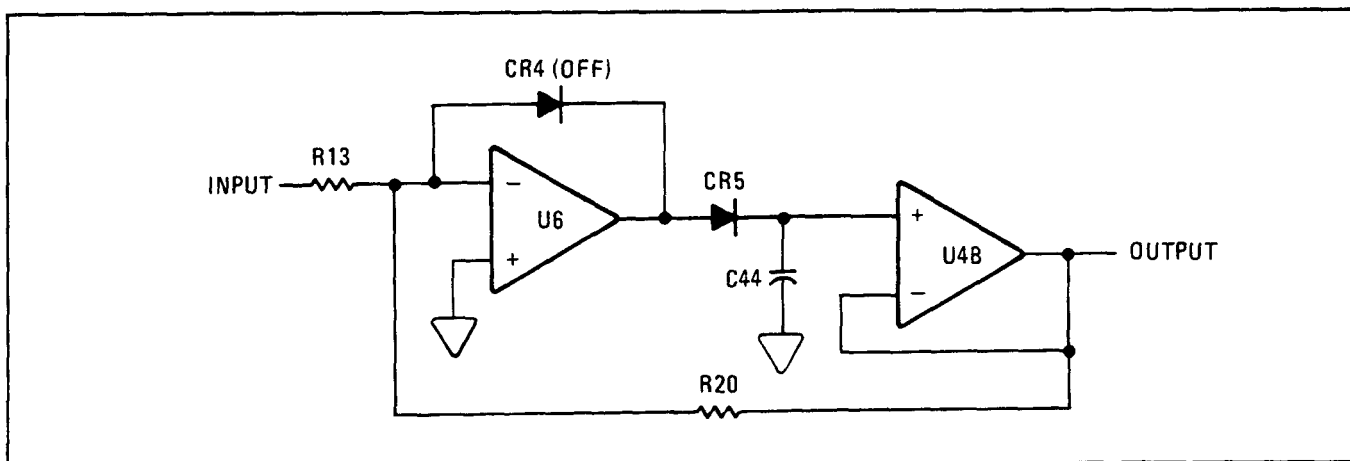 CR4 (OFF)
R13
INPUT
−
U6
+
CR5
C44
+
U4B
−
OUTPUT
R20